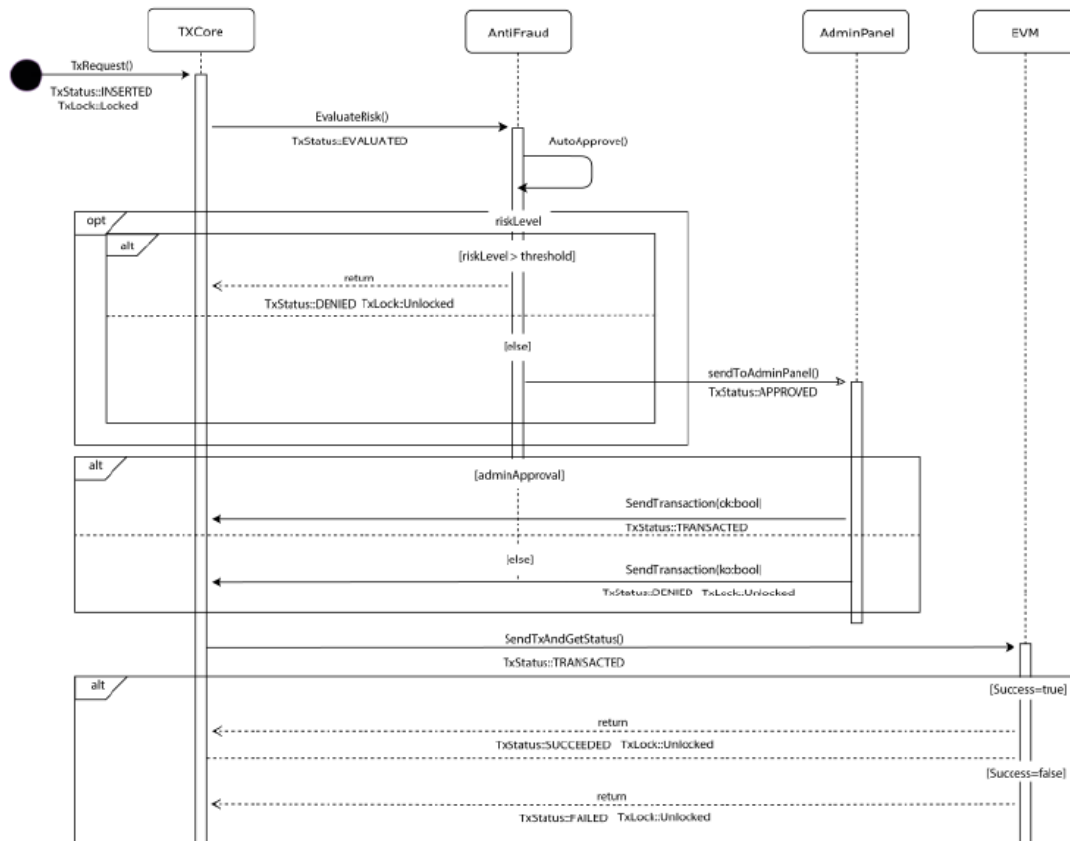 TXCore
AntiFraud
AdminPanel
EVM
TxRequest()
TxStatus::INSERTED
TxLock::Locked
EvaluateRisk()
TxStatus::EVALUATED
AutoApprove()
opt
riskLevel
alt
[riskLevel > threshold]
return
TxStatus::DENIED TxLock::Unlocked
[else]
sendToAdminPanel()
TxStatus::APPROVED
alt
[adminApproval]
SendTransaction(ok:bool)
TxStatus::TRANSACTED
[else]
SendTransaction(ko:bool)
TxStatus::DENIED TxLock::Unlocked
SendTxAndGetStatus()
TxStatus::TRANSACTED
alt
[Success=true]
return
TxStatus::SUCCEEDED TxLock::Unlocked
[Success=false]
return
TxStatus::FAILED TxLock::Unlocked